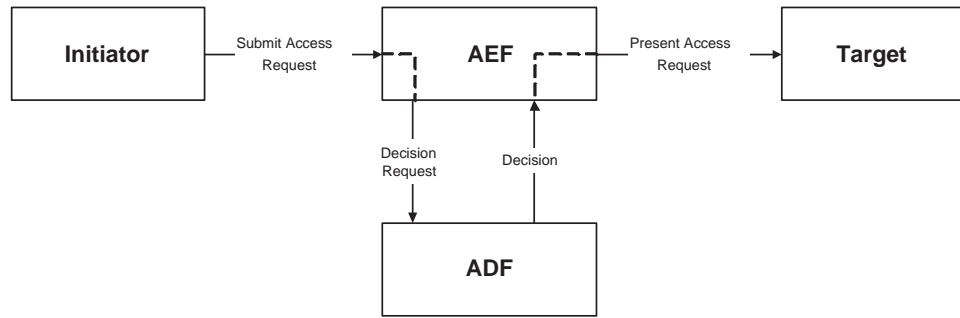 Initiator
Submit Access
Request
AEF
Present Access
Request
Target
Decision
Request
Decision
ADF